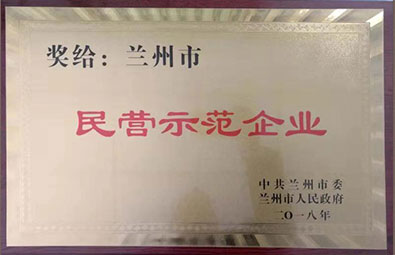 奖给：兰州市
民营示范企业
中共兰州市委
兰州市人民政府
二〇一八年